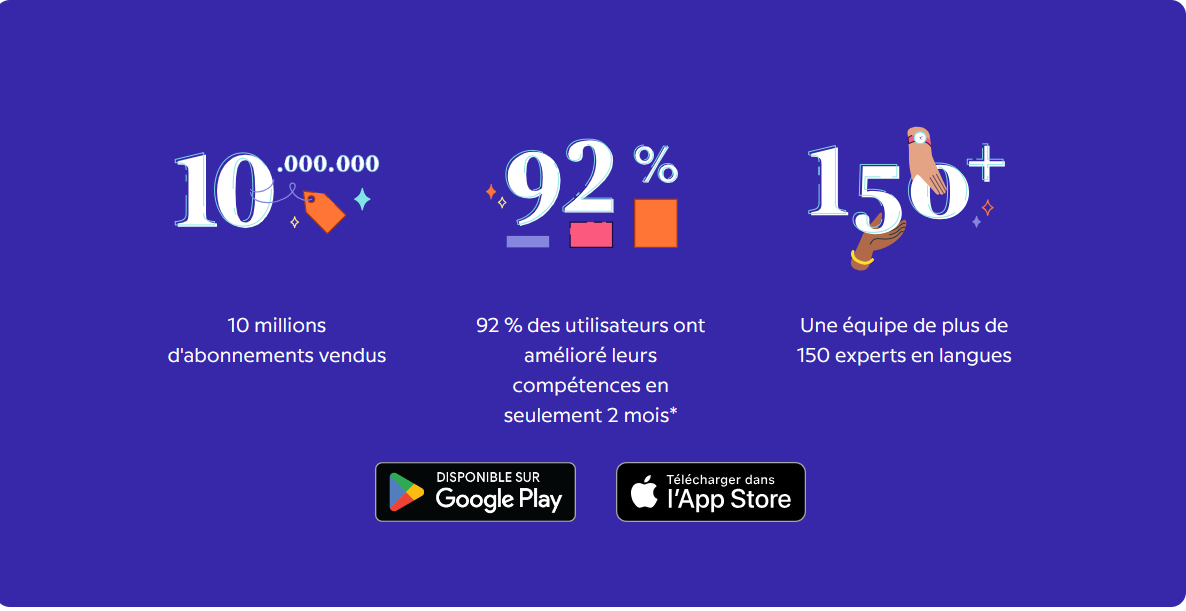 10.000.000
92 %
150+
10 millions
d'abonnements vendus
92 % des utilisateurs ont
amélioré leurs
compétences en
seulement 2 mois*
Une équipe de plus de
150 experts en langues
DISPONIBLE SUR
Google Play
Télécharger dans
l'App Store